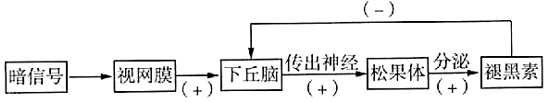 (-)
暗信号 视网膜 (+) 下丘脑 传出神经 (+) 松果体 分泌 (+) 褪黑素